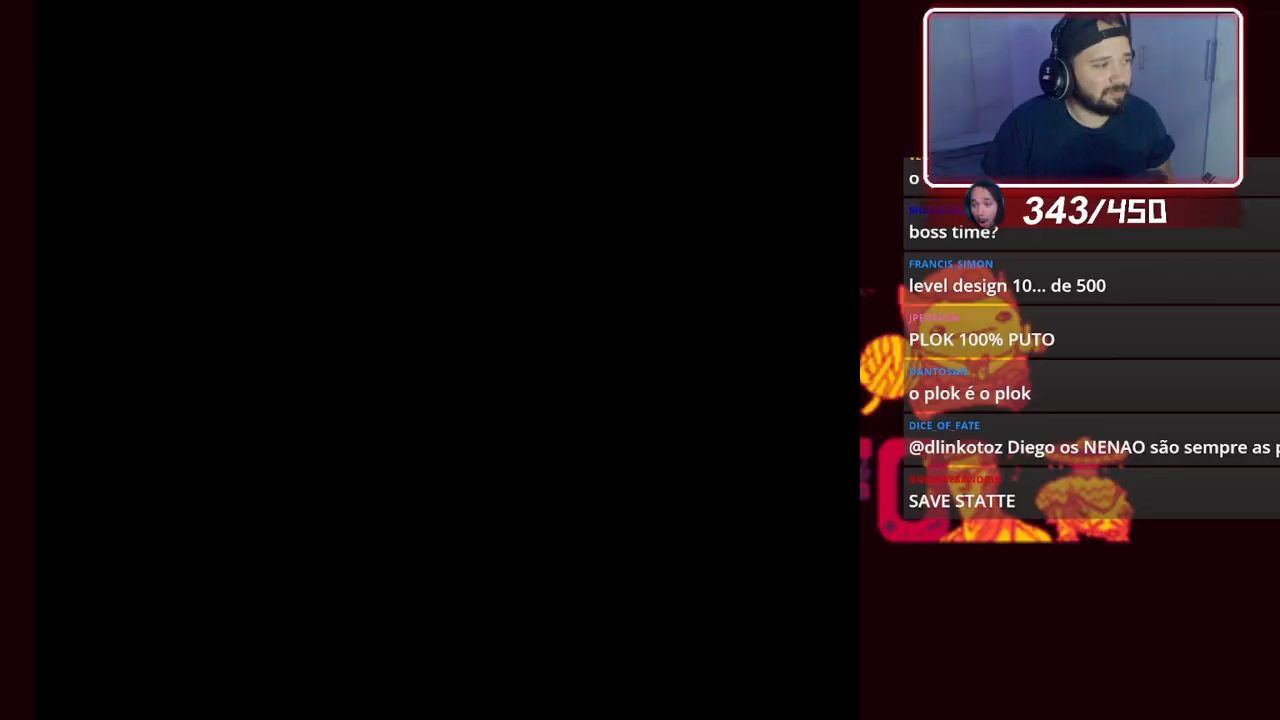 343/450
boss time?
FRANCIS_SIMON
level design 10... de 500
PLOK 100% PUTO
o plok é o plok
DICE_OF_FATE
@dlinkotoz Diego os NENAO são sempre as
SAVE STATTE